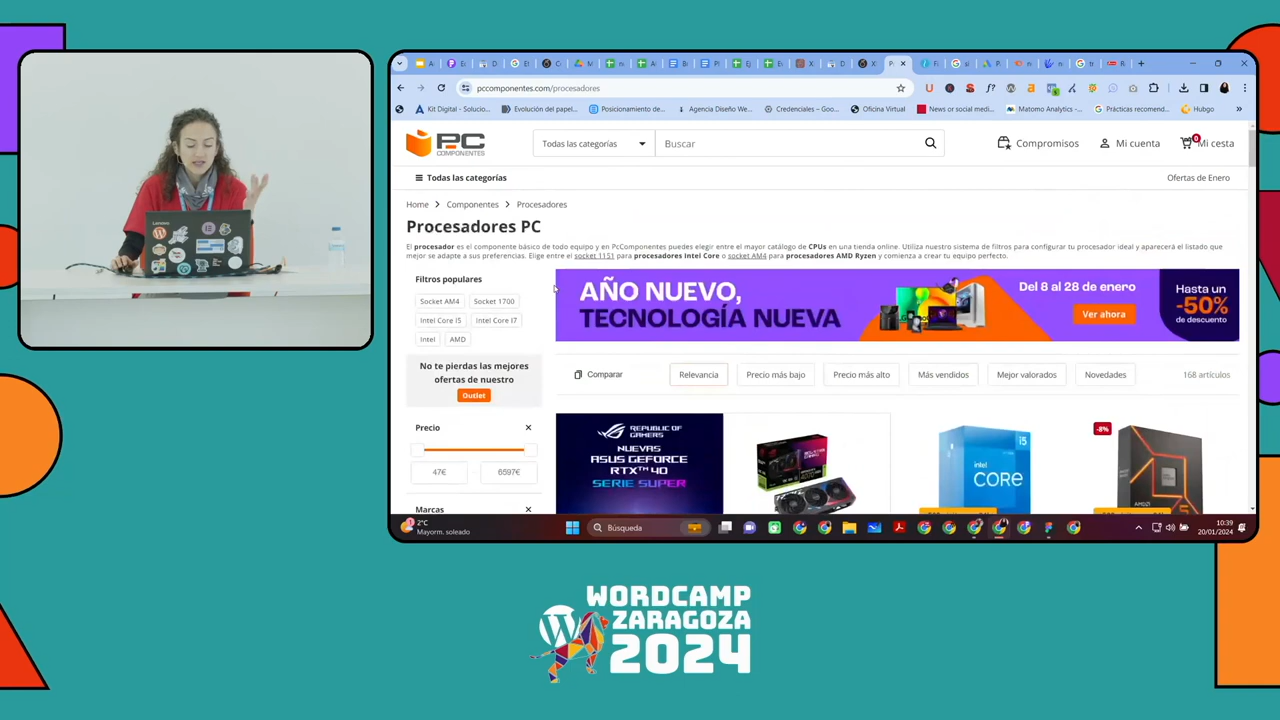 Lenovo
pccomponentes.com/procesadores
Kit Digital - Solucio...
Evolución del papel...
Posicionamiento de...
Agencia Diseño We...
Credenciales – Goo...
Oficina Virtual
News or social medi...
Matomo Analytics -...
Prácticas recomend...
Hubgo
PC
COMPONENTES
Todas las categorías
Buscar
Compromisos
Mi cuenta
0
Mi cesta
Todas las categorías
Ofertas de Enero
Home
Componentes
Procesadores
Procesadores PC
El procesador es el componente básico de todo equipo y en PcComponentes puedes elegir entre el mayor catálogo de CPUs en una tienda online. Utiliza nuestro sistema de filtros para configurar tu procesador ideal y aparecerá el listado que
mejor se adapte a sus preferencias. Elige entre el socket 1151 para procesadores Intel Core o socket AM4 para procesadores AMD Ryzen y comienza a crear tu equipo perfecto.
Filtros populares
Socket AM4
Socket 1700
Intel Core i5
Intel Core i7
Intel
AMD
No te pierdas las mejores
ofertas de nuestro
Outlet
Precio
47€
6597€
Marcas
AÑO NUEVO,
TECNOLOGÍA NUEVA
Del 8 al 28 de enero
Ver ahora
Hasta un
-50%
de descuento
Comparar
Relevancia
Precio más bajo
Precio más alto
Más vendidos
Mejor valorados
Novedades
168 artículos
REPUBLIC OF
GAMERS
NUEVAS
ASUS GEFORCE
RTX™ 40
SERIE SUPER
intel
CORE
i5
-8%
AMD
2°C
Mayorm. soleado
Búsqueda
10:39
20/01/2024
WORDCAMP
ZARAGOZA
2024